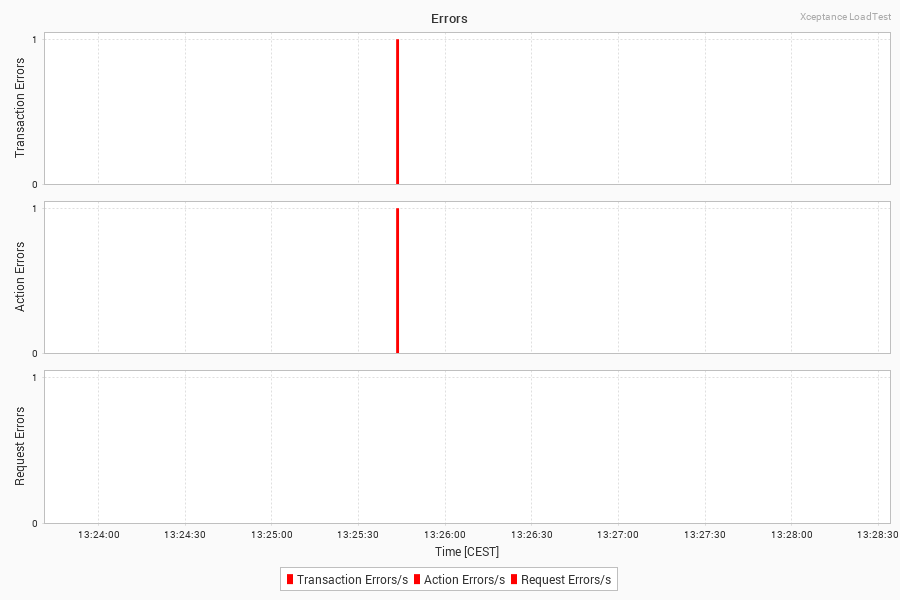 Errors
Xceptance LoadTest
1
Transaction Errors
0
1
Action Errors
0
1
Request Errors
0
13:24:00 13:24:30 13:25:00 13:25:30 13:26:00 13:26:30 13:27:00 13:27:30 13:28:00 13:28:30
Time [CEST]
Transaction Errors/s Action Errors/s Request Errors/s